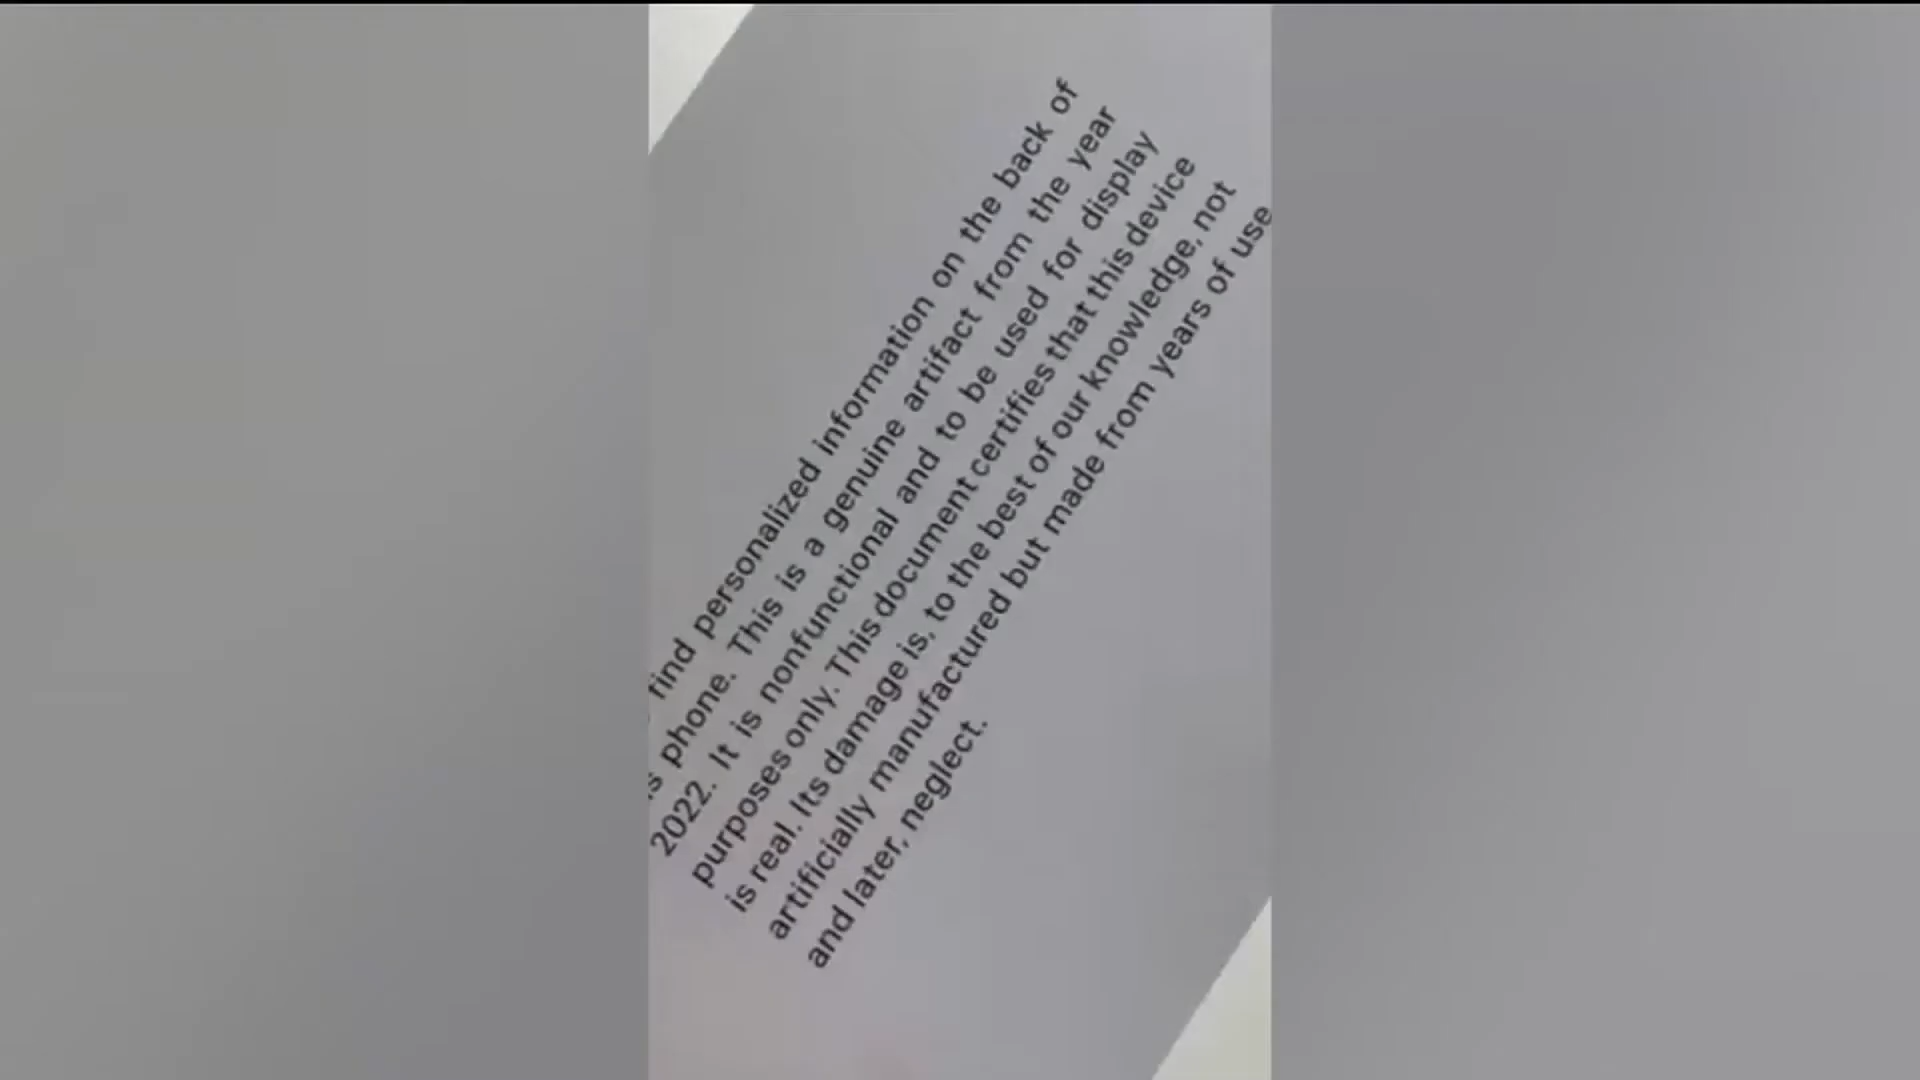 find personalized information on the back of
s phone. This is a genuine artifact from the year
2022. It is nonfunctional and to be used for display
purposes only. This document certifies that this device
is real. Its damage is, to the best of our knowledge, not
artificially manufactured but made from years of use
and later, neglect.